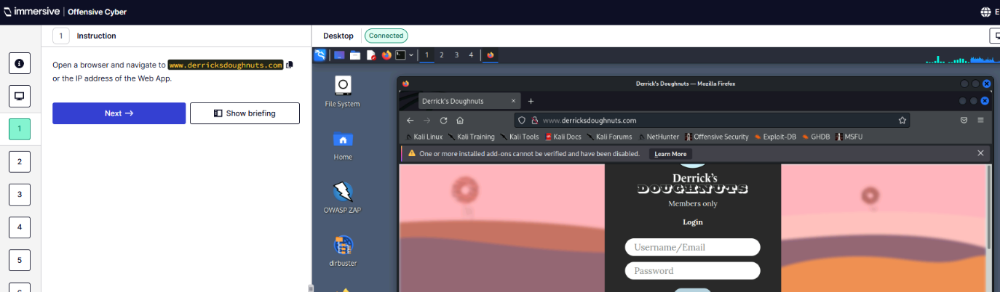 immersive | Offensive Cyber
1 Instruction
Desktop Connected
Open a browser and navigate to www.derricksdoughnuts.com
or the IP address of the Web App.
Next → Show briefing
1
2
3
4
5
1 2 3 4
File System
Home
OWASP ZAP
dirbuster
Derrick's Doughnuts — Mozilla Firefox
Derrick's Doughnuts × +
www.derricksdoughnuts.com
Kali Linux Kali Training Kali Tools Kali Docs Kali Forums NetHunter Offensive Security Exploit-DB GHDB MSFU
One or more installed add-ons cannot be verified and have been disabled. Learn More
Derrick's
DOUGHNUTS
Members only
Login
Username/Email
Password